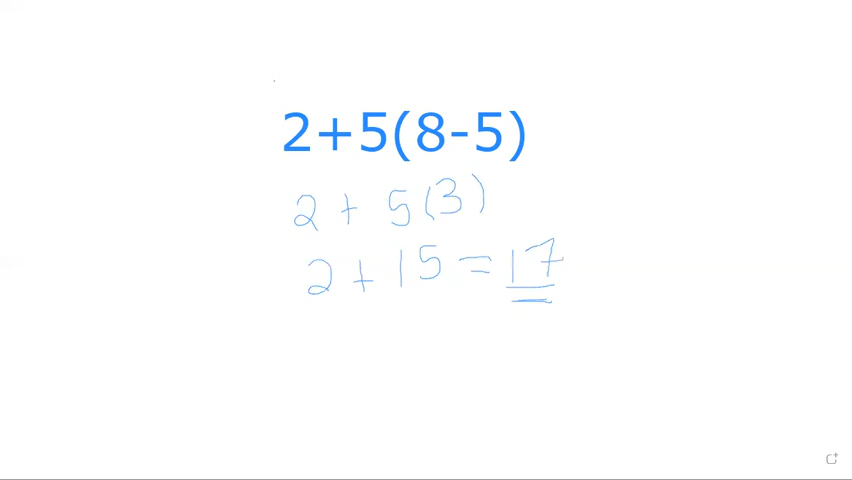 2+5(8-5)
2 + 5(3)
2 + 15 = 17